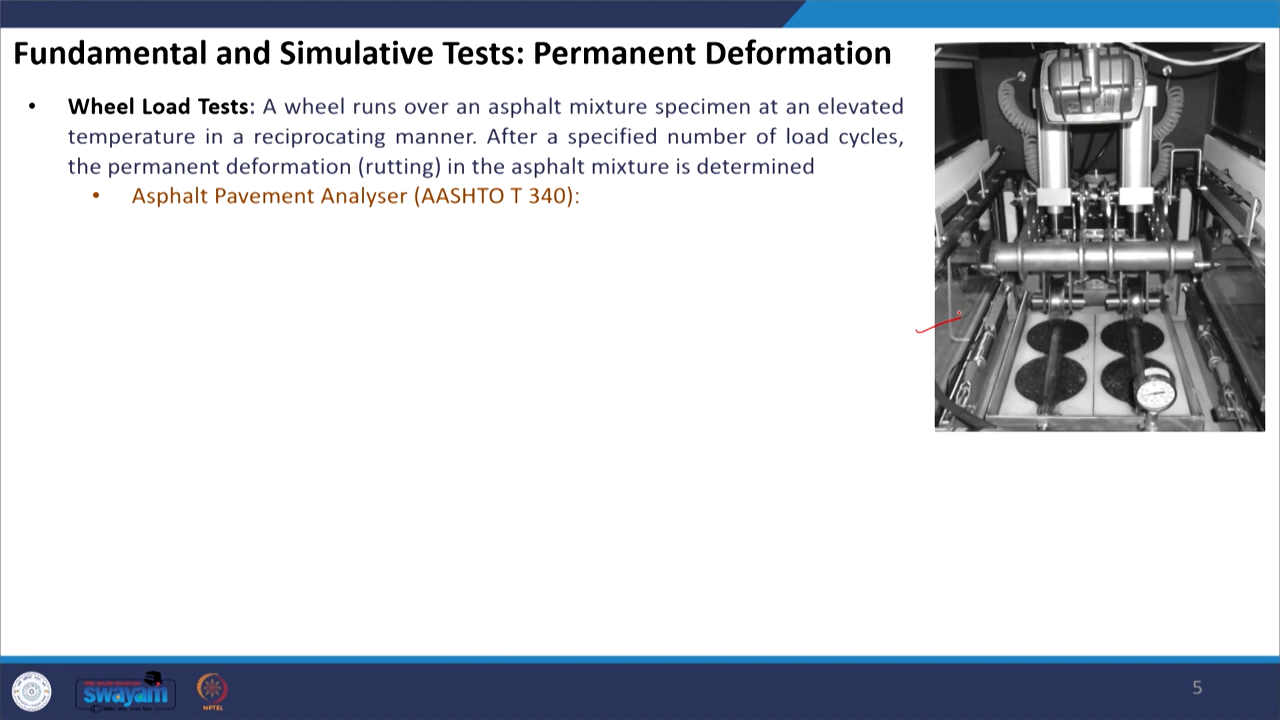 Fundamental and Simulative Tests: Permanent Deformation
• Wheel Load Tests: A wheel runs over an asphalt mixture specimen at an elevated
temperature in a reciprocating manner. After a specified number of load cycles,
the permanent deformation (rutting) in the asphalt mixture is determined
• Asphalt Pavement Analyser (AASHTO T 340):
swayam
NPTEL
5